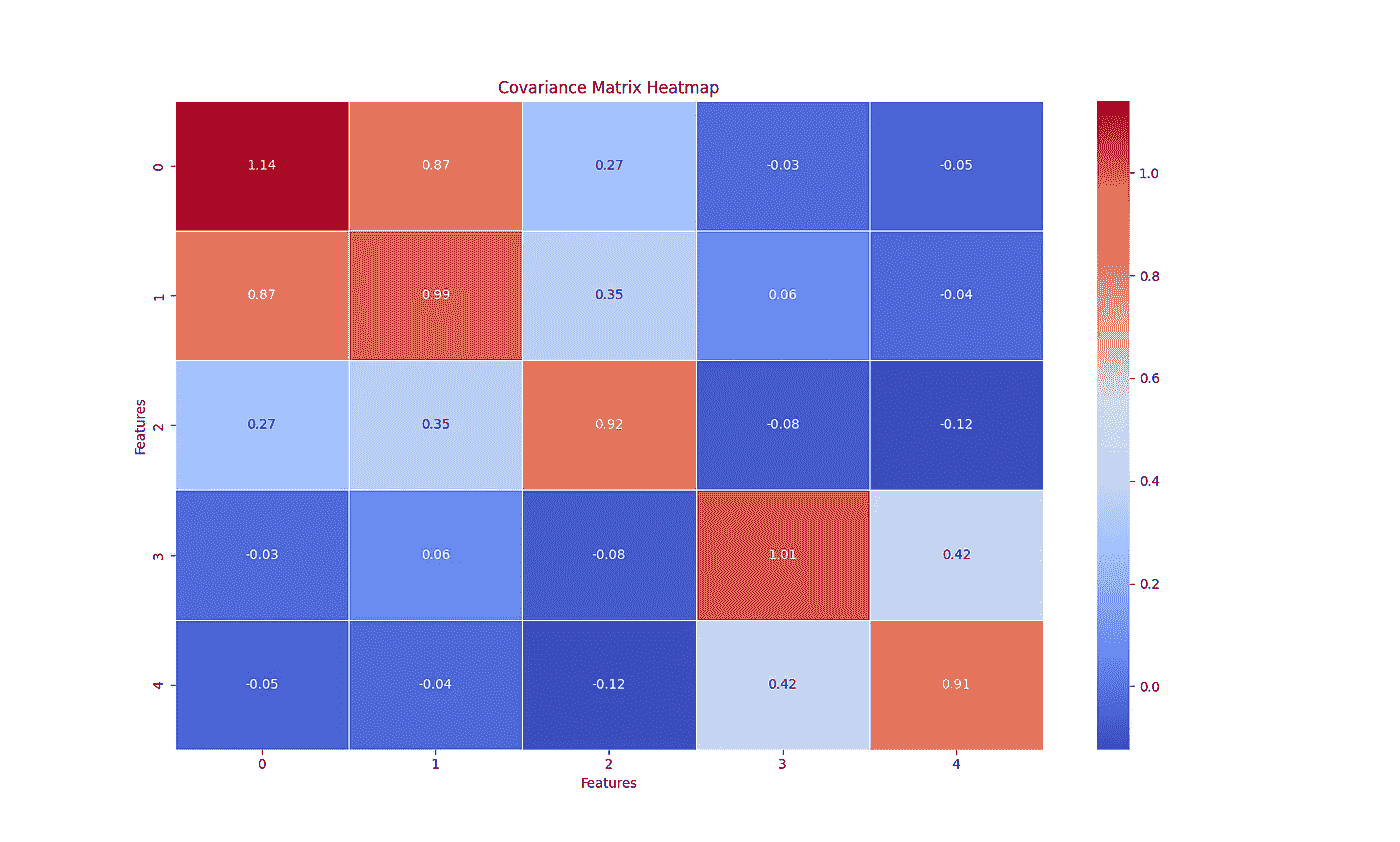 Covariance Matrix Heatmap
0 1.14 0.87 0.27 -0.03 -0.05
1 0.87 0.99 0.35 0.06 -0.04
2 0.27 0.35 0.92 -0.08 -0.12
3 -0.03 0.06 -0.08 1.01 0.42
4 -0.05 -0.04 -0.12 0.42 0.91
0 1 2 3 4
Features
Features
1.0
0.8
0.6
0.4
0.2
0.0